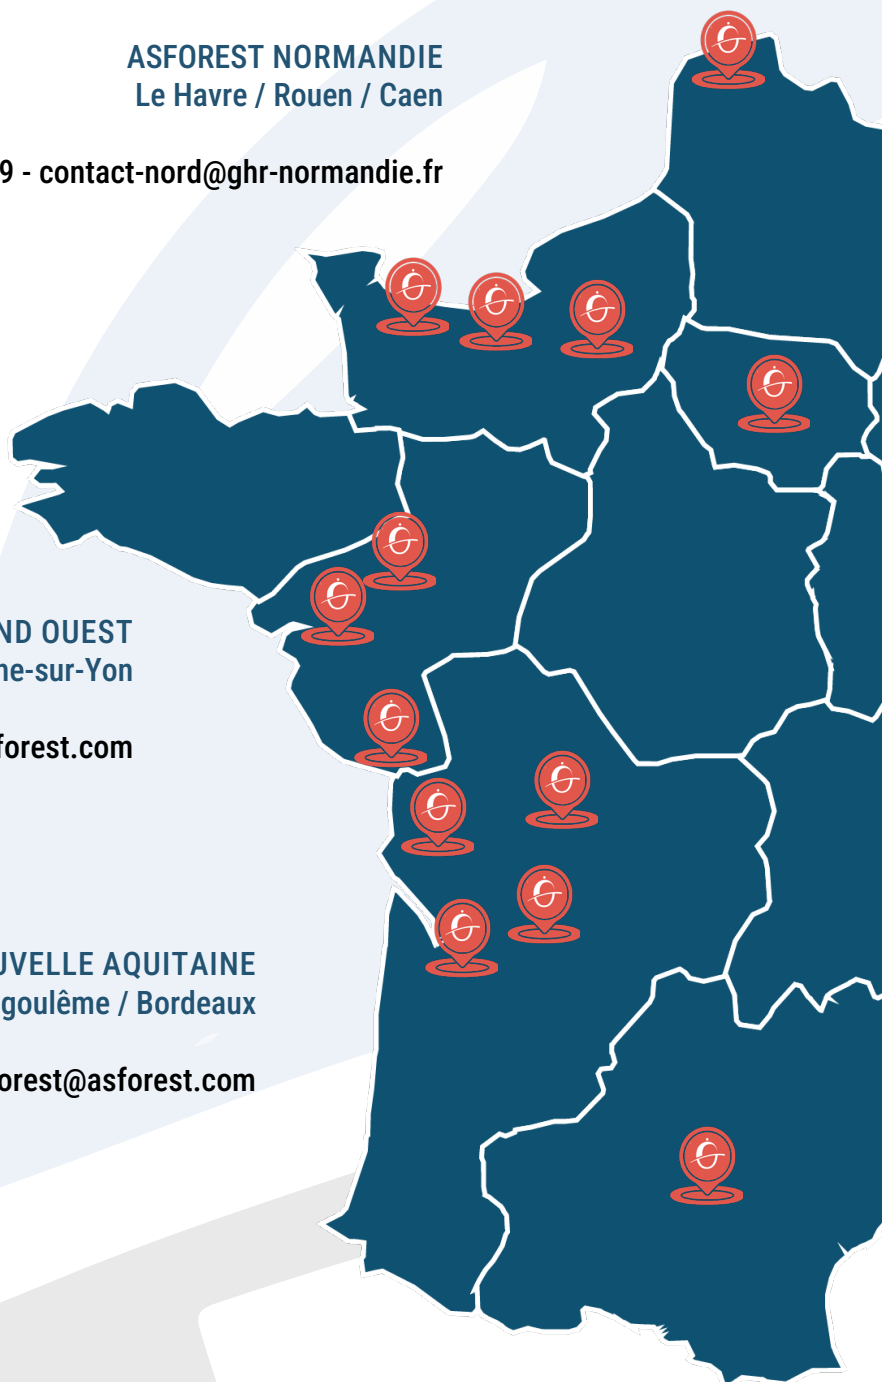 ASFOREST NORMANDIE
Le Havre / Rouen / Caen
9 - contact-nord@ghr-normandie.fr
ND OUEST
ne-sur-Yon
forest.com
UVELLE AQUITAINE
goulême / Bordeaux
orest@asforest.com